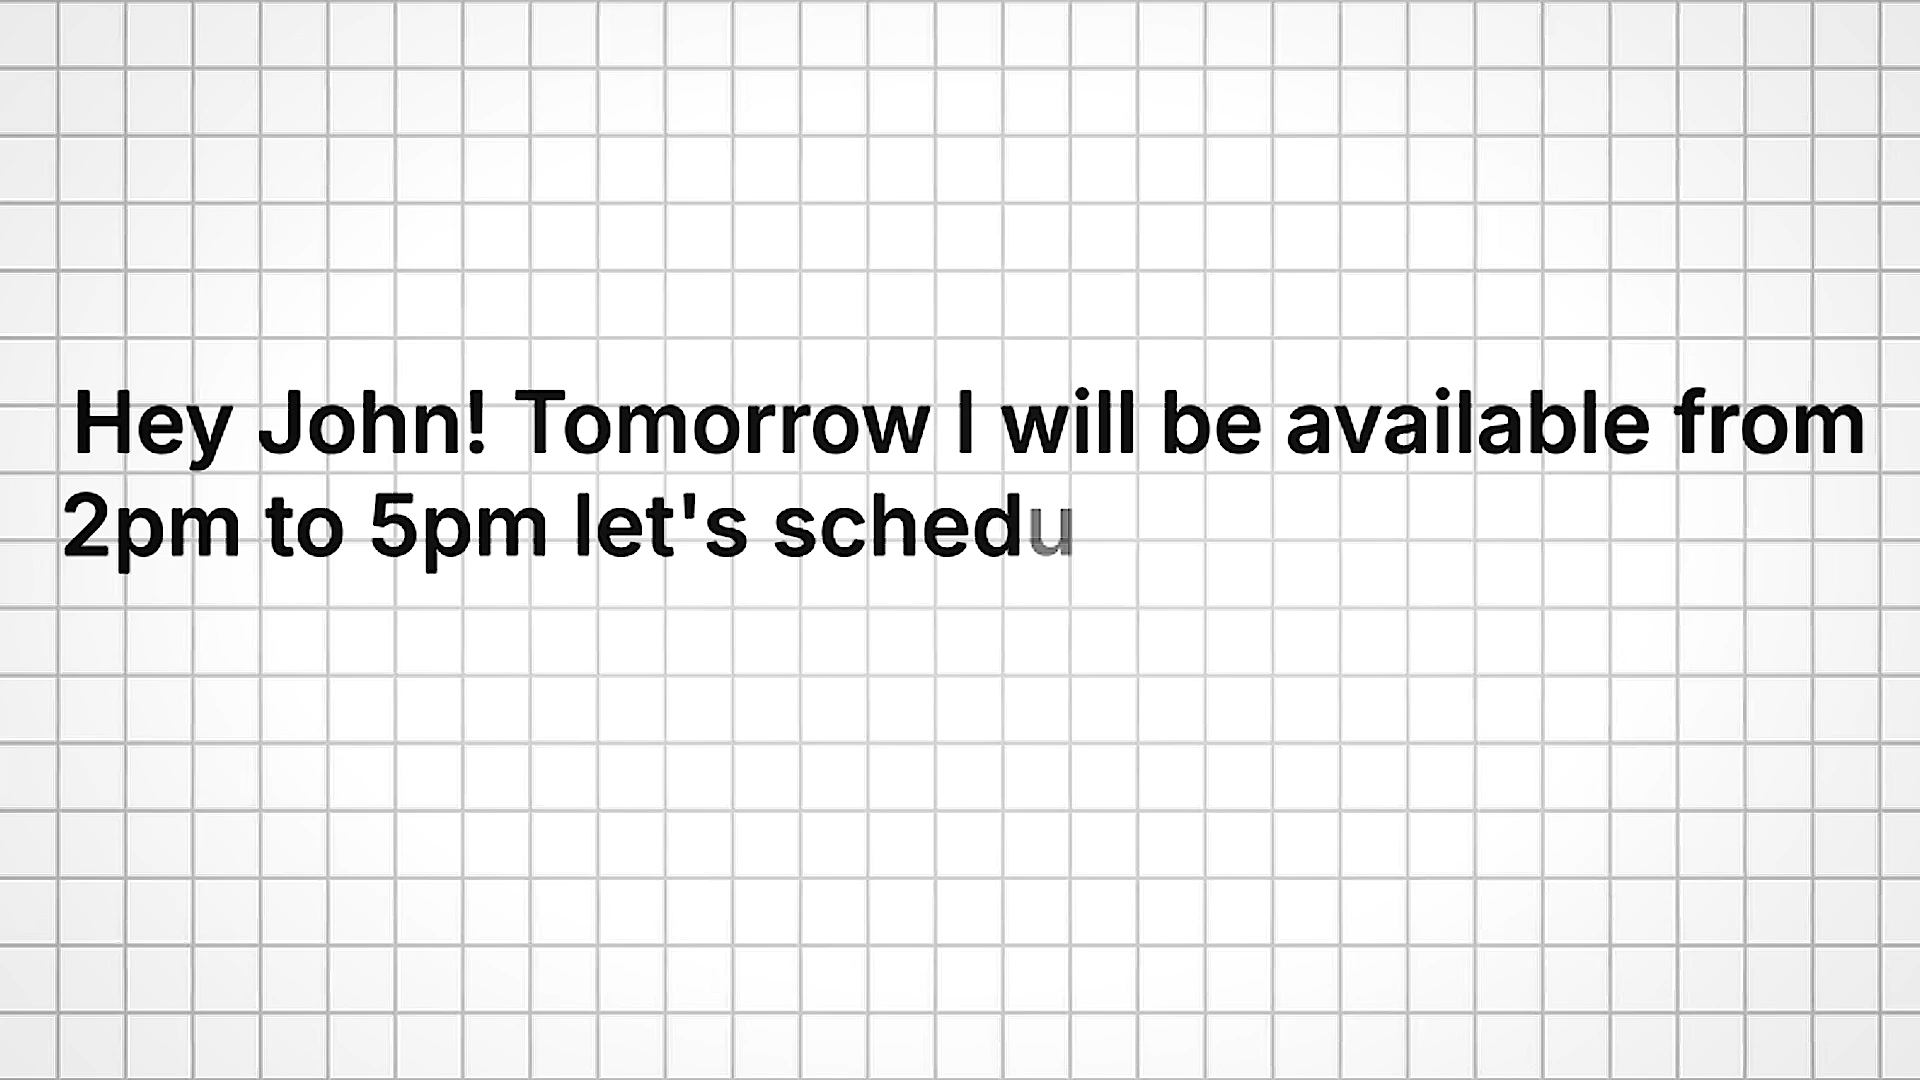 Hey John! Tomorrow I will be available from
2pm to 5pm let's schedu